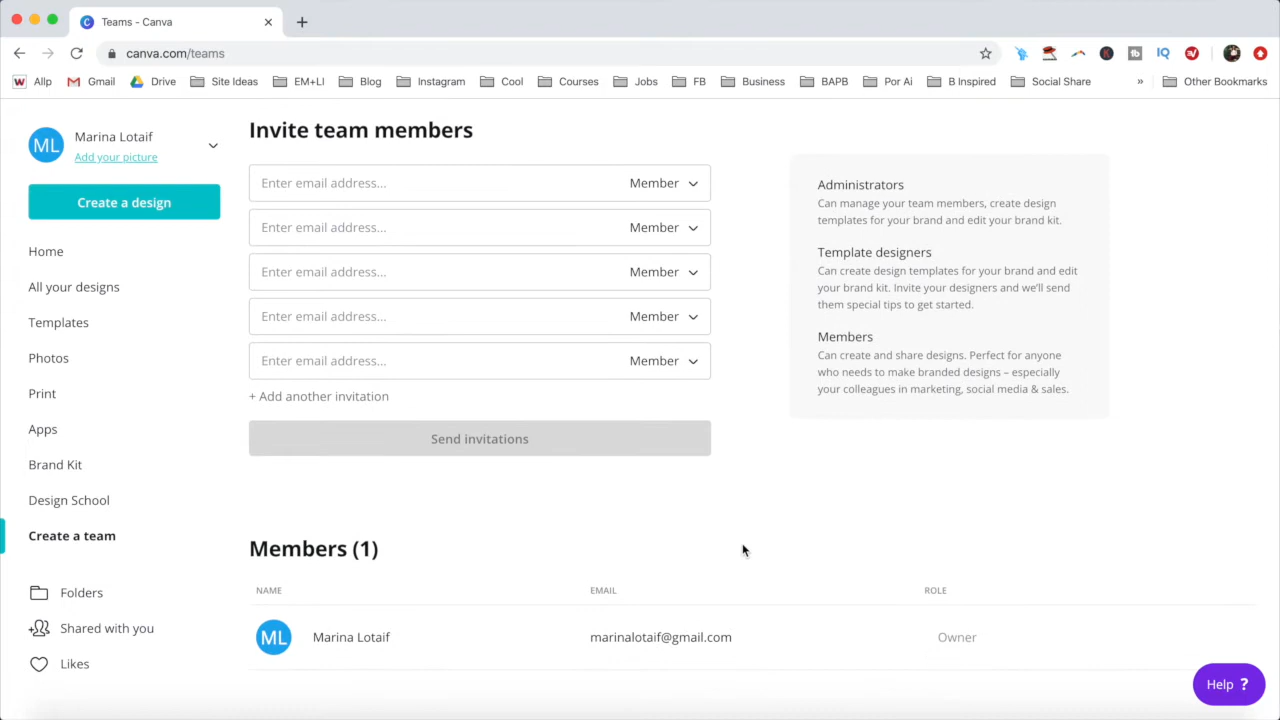 Teams - Canva
canva.com/teams
Allp
Gmail
Drive
Site Ideas
EM+LI
Blog
Instagram
Cool
Courses
Jobs
FB
Business
BAPB
Por Ai
B Inspired
Social Share
»
Other Bookmarks
ML
Marina Lotaif
Add your picture
Create a design
Home
All your designs
Templates
Photos
Print
Apps
Brand Kit
Design School
Create a team
Folders
Shared with you
Likes
Invite team members
Enter email address... Member
Enter email address... Member
Enter email address... Member
Enter email address... Member
Enter email address... Member
+ Add another invitation
Send invitations
Administrators
Can manage your team members, create design
templates for your brand and edit your brand kit.
Template designers
Can create design templates for your brand and edit
your brand kit. Invite your designers and we'll send
them special tips to get started.
Members
Can create and share designs. Perfect for anyone
who needs to make branded designs – especially
your colleagues in marketing, social media & sales.
Members (1)
NAME EMAIL ROLE
ML Marina Lotaif marinalotaif@gmail.com Owner
Help ?